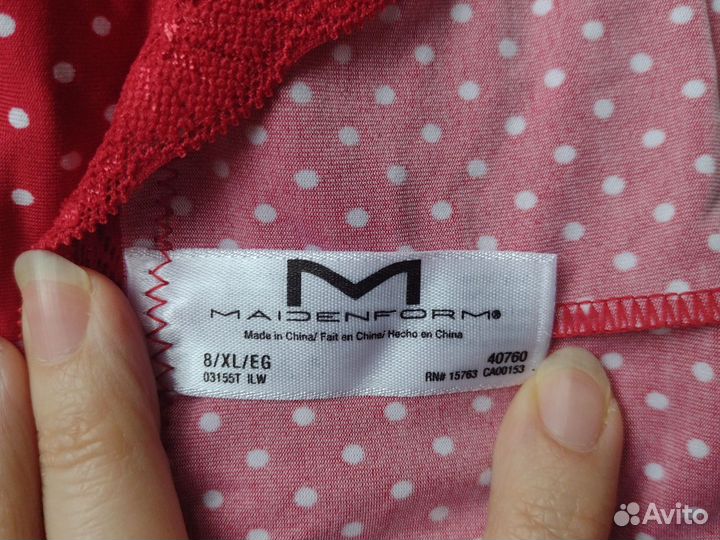 M
MAIDENFORM®
Made in China/ Fait en Chine/ Hecho en China
8/XL/EG 40760
03155T ILW RN# 15763 CA00153
Avito